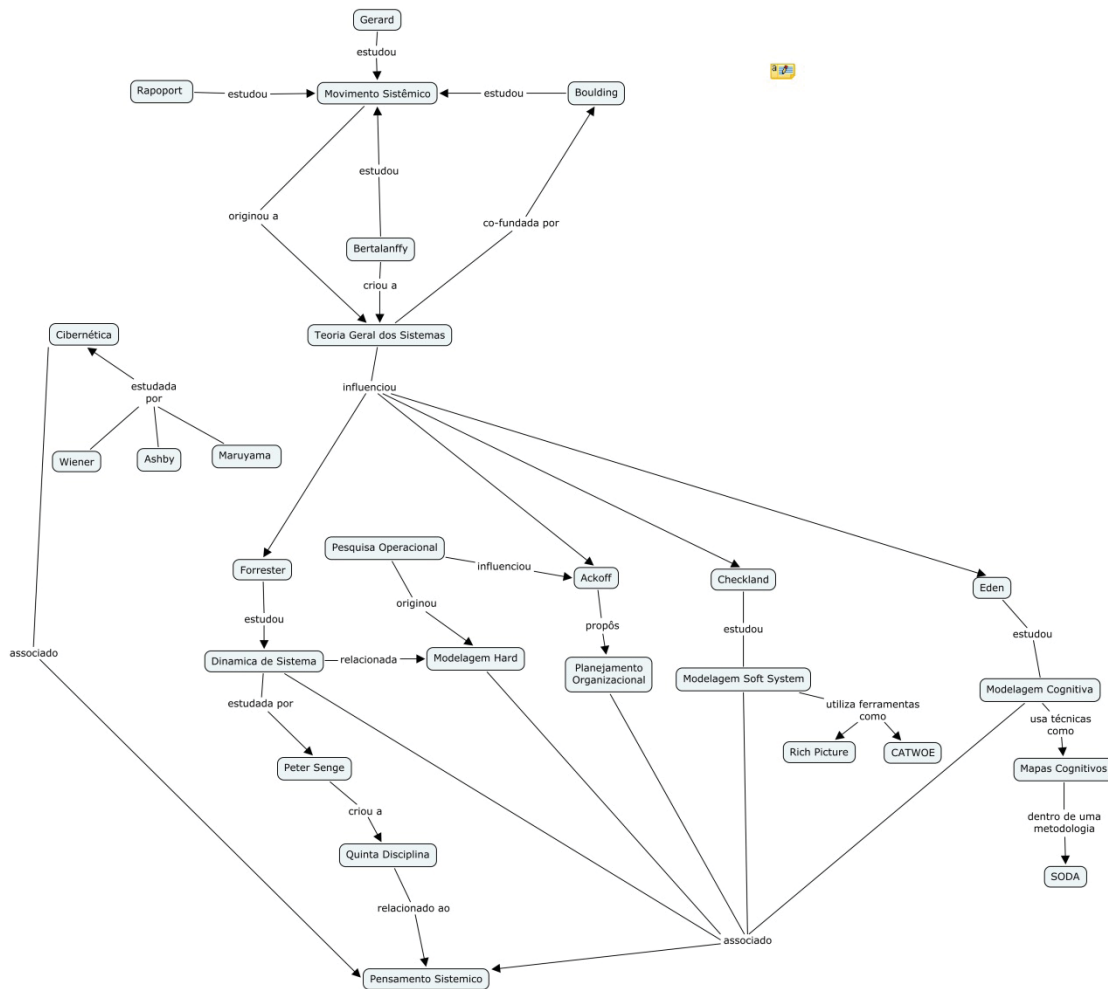 Gerard
estudou
Rapoport
estudou
Movimento Sistêmico
estudou
Boulding
estudou
originou a
co-fundada por
Bertalanffy
criou a
Cibernética
Teoria Geral dos Sistemas
estudada
por
influenciou
Wiener
Ashby
Maruyama
Pesquisa Operacional
Forrester
influenciou
Ackoff
Checkland
Eden
originou
estudou
propôs
estudou
estudou
associado
Dinamica de Sistema
relacionada
Modelagem Hard
Planejamento
Organizacional
Modelagem Soft System
Modelagem Cognitiva
estudada por
utiliza ferramentas
como
usa técnicas
como
Rich Picture
CATWOE
Peter Senge
Mapas Cognitivos
criou a
dentro de uma
metodologia
Quinta Disciplina
SODA
relacionado ao
associado
Pensamento Sistemico